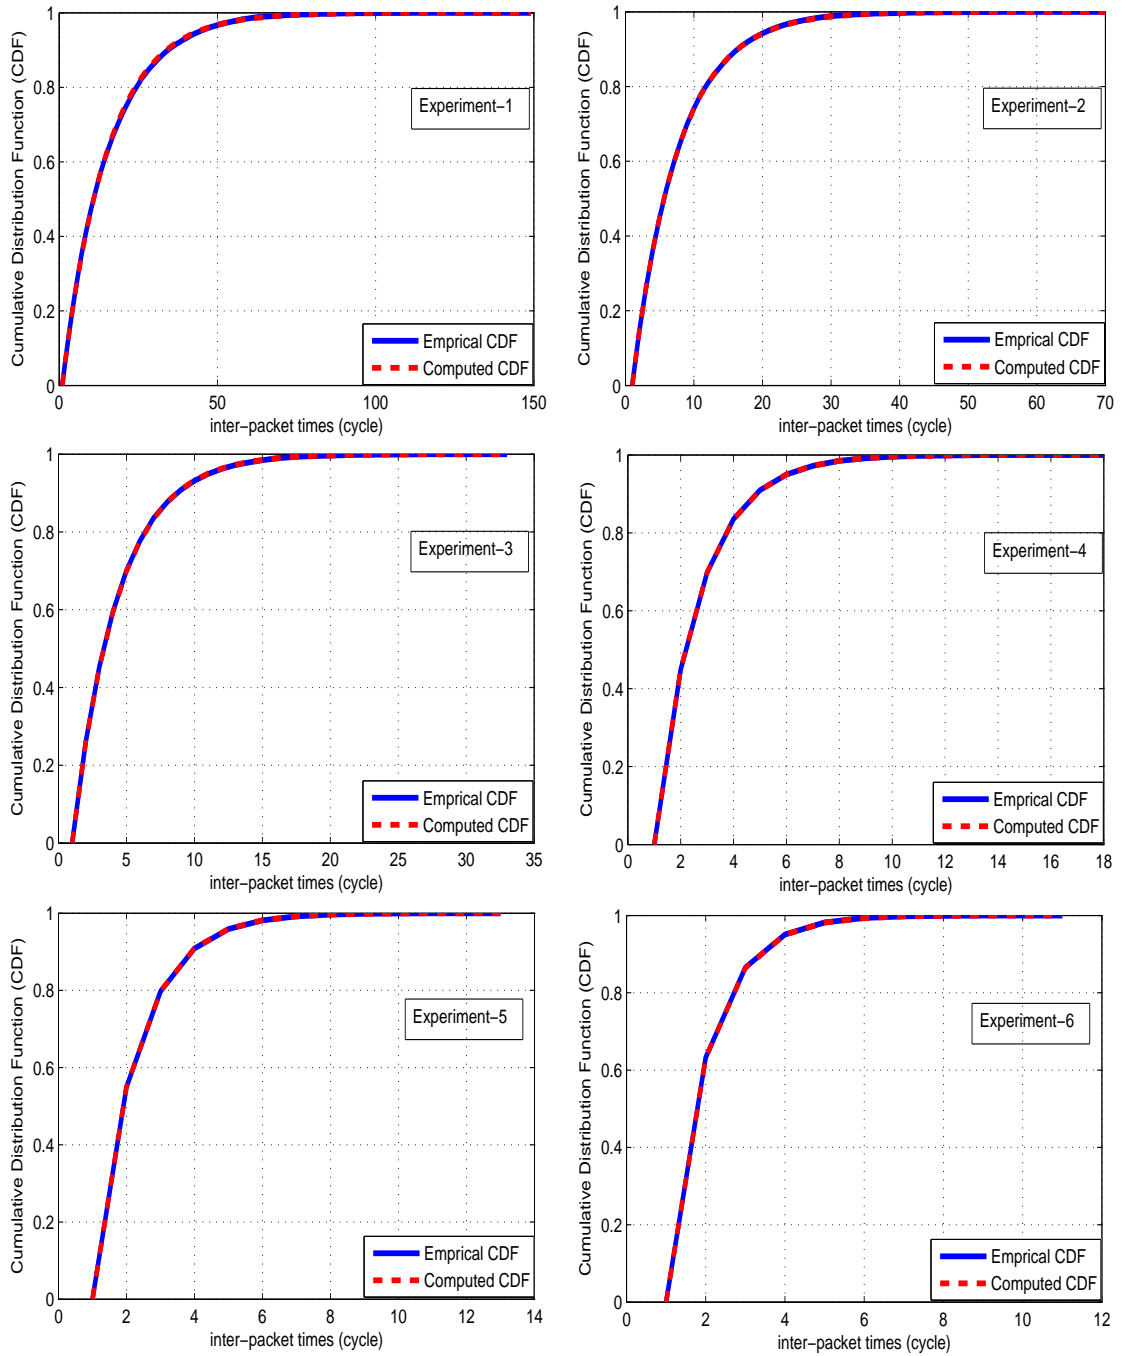 Cumulative Distribution Function (CDF)
1
0.8
0.6
0.4
0.2
0
Experiment−1
Emprical CDF
Computed CDF
0 50 100 150
inter−packet times (cycle)
Cumulative Distribution Function (CDF)
1
0.8
0.6
0.4
0.2
0
Experiment−2
Emprical CDF
Computed CDF
0 10 20 30 40 50 60 70
inter−packet times (cycle)
Cumulative Distribution Function (CDF)
1
0.8
0.6
0.4
0.2
0
Experiment−3
Emprical CDF
Computed CDF
0 5 10 15 20 25 30 35
inter−packet times (cycle)
Cumulative Distribution Function (CDF)
1
0.8
0.6
0.4
0.2
0
Experiment−4
Emprical CDF
Computed CDF
0 2 4 6 8 10 12 14 16 18
inter−packet times (cycle)
Cumulative Distribution Function (CDF)
1
0.8
0.6
0.4
0.2
0
Experiment−5
Emprical CDF
Computed CDF
0 2 4 6 8 10 12 14
inter−packet times (cycle)
Cumulative Distribution Function (CDF)
1
0.8
0.6
0.4
0.2
0
Experiment−6
Emprical CDF
Computed CDF
0 2 4 6 8 10 12
inter−packet times (cycle)